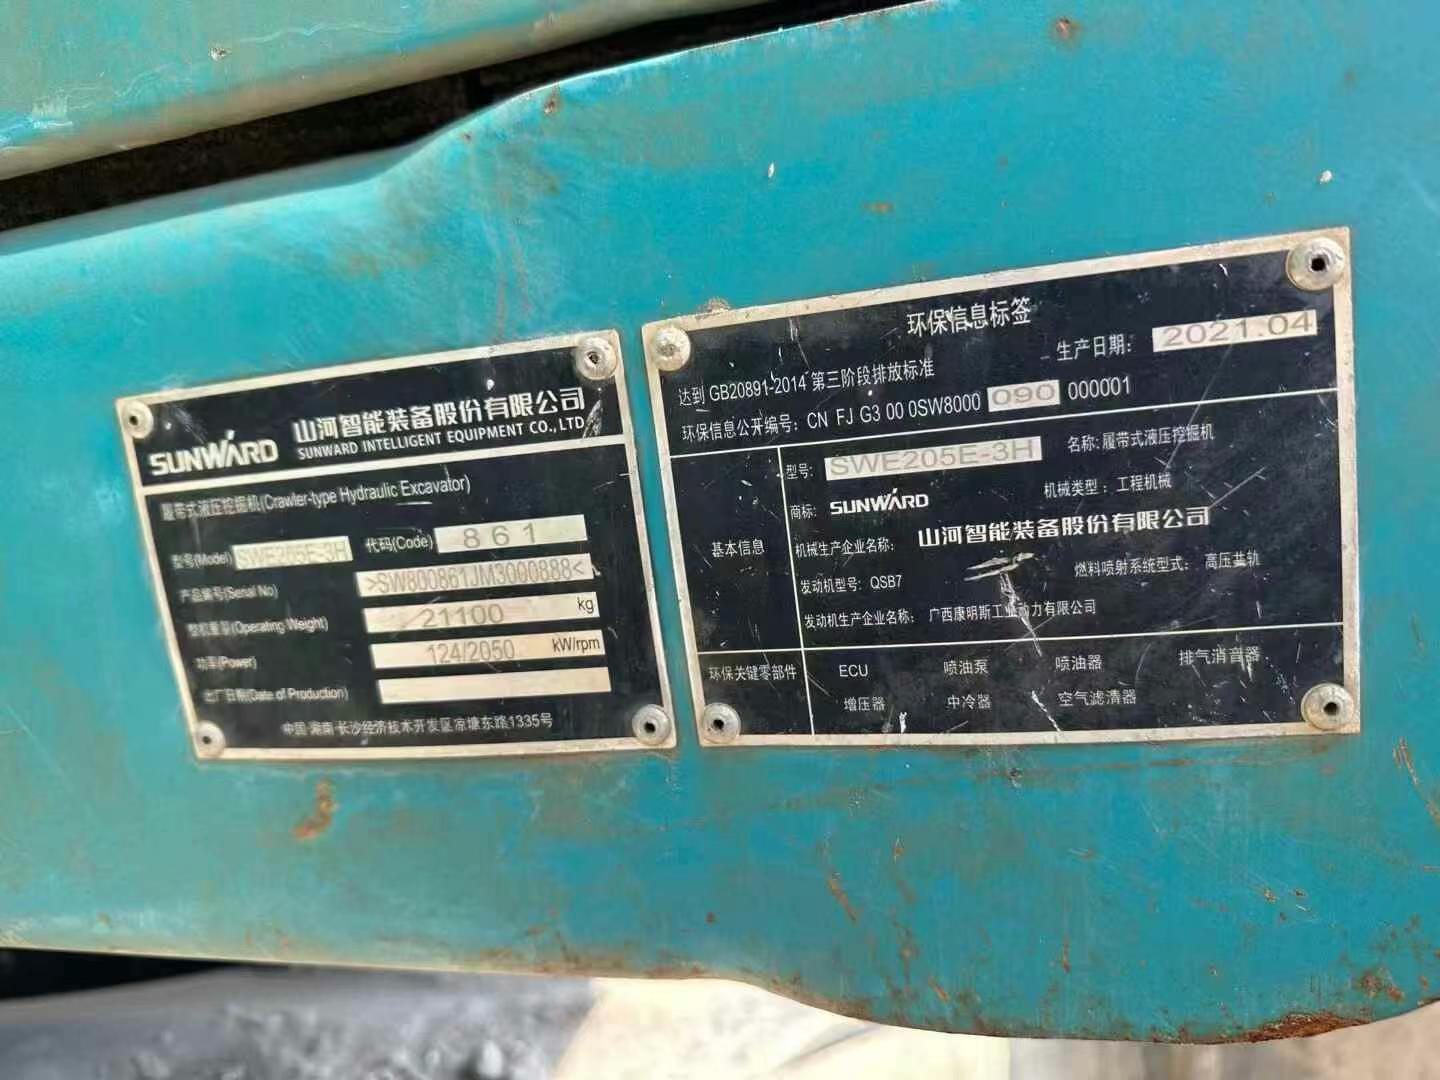 SUNWARD 山河智能装备股份有限公司
SUNWARD INTELLIGENT EQUIPMENT CO.,LTD
履带式液压挖掘机(Crawler-type Hydraulic Excavator)
型号(Model) SWE205E-3H 代码(Code) 861
产品编号(Serial No) >SW800861JM3000888<
整机重量(Operating Weight) 21100 kg
功率(Power) 124/2050 kW/rpm
出厂日期(Date of Production)
中国·湖南·长沙经济技术开发区凉塘东路1335号
环保信息标签
生产日期: 2021.04
达到 GB20891-2014 第三阶段排放标准
环保信息公开编号: CN FJ G3 00 0SW8000 090 000001
基本信息
型号: SWE205E-3H 名称: 履带式液压挖掘机
商标: SUNWARD 机械类型: 工程机械
机械生产企业名称: 山河智能装备股份有限公司
发动机型号: QSB7 燃料喷射系统型式: 高压共轨
发动机生产企业名称: 广西康明斯工业动力有限公司
环保关键零部件
ECU 喷油泵 喷油器 排气消音器
增压器 中冷器 空气滤清器